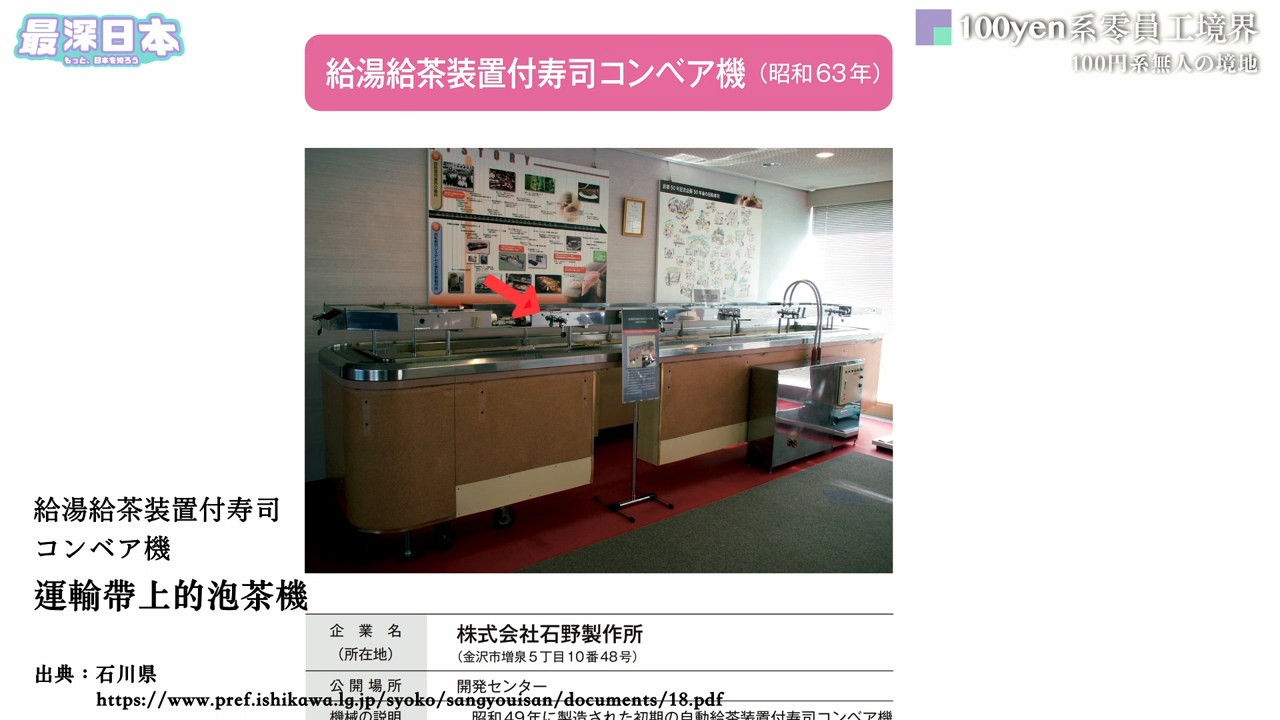 最深日本
もっと、日本を知ろう
100yen系零員工境界
100円系無人の境地
給湯給茶装置付寿司コンベア機（昭和63年）
給湯給茶装置付寿司
コンベア機
運輸帶上的泡茶機
企業名
（所在地）
株式会社石野製作所
（金沢市増泉5丁目10番48号）
公開場所
開発センター
機械の説明
昭和49年に製造された初期の自動給茶装置付寿司コンベア機
出典：石川県
https://www.pref.ishikawa.lg.jp/syoko/sangyouisan/documents/18.pdf